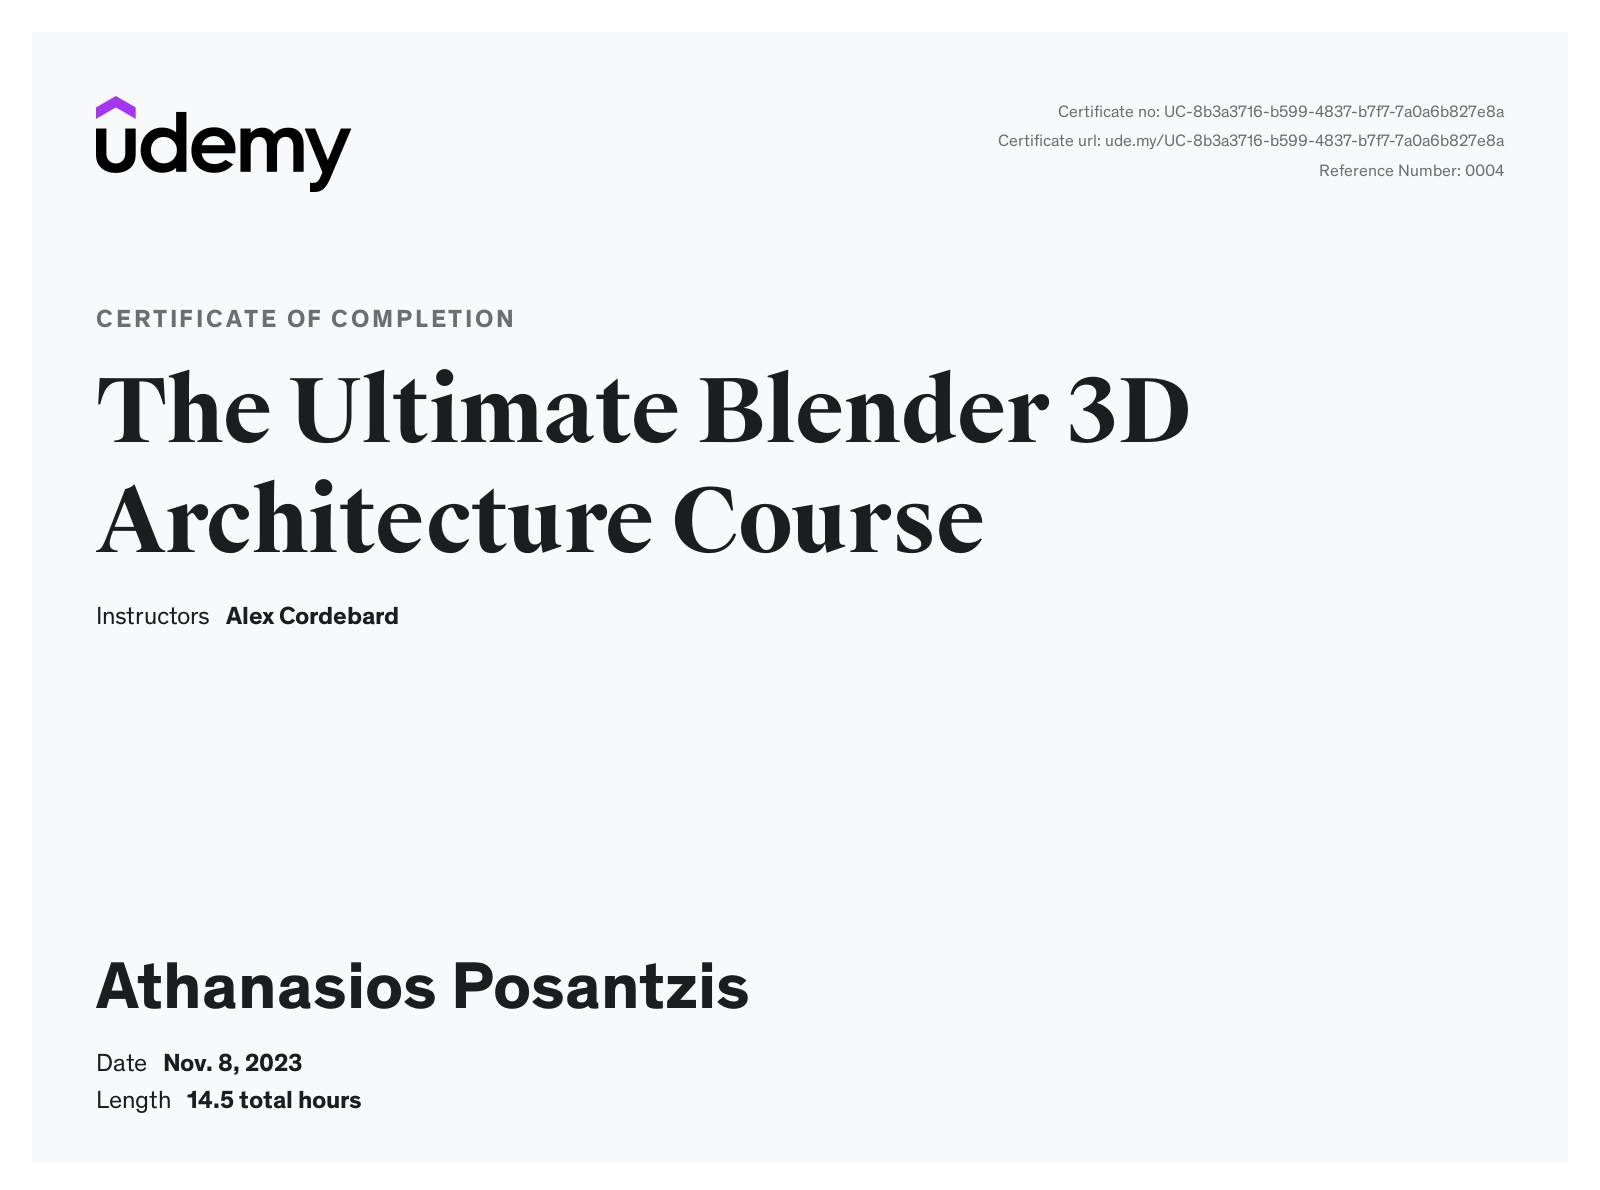 udemy
Certificate no: UC-8b3a3716-b599-4837-b7f7-7a0a6b827e8a
Certificate url: ude.my/UC-8b3a3716-b599-4837-b7f7-7a0a6b827e8a
Reference Number: 0004
CERTIFICATE OF COMPLETION
The Ultimate Blender 3D
Architecture Course
Instructors Alex Cordebard
Athanasios Posantzis
Date Nov. 8, 2023
Length 14.5 total hours